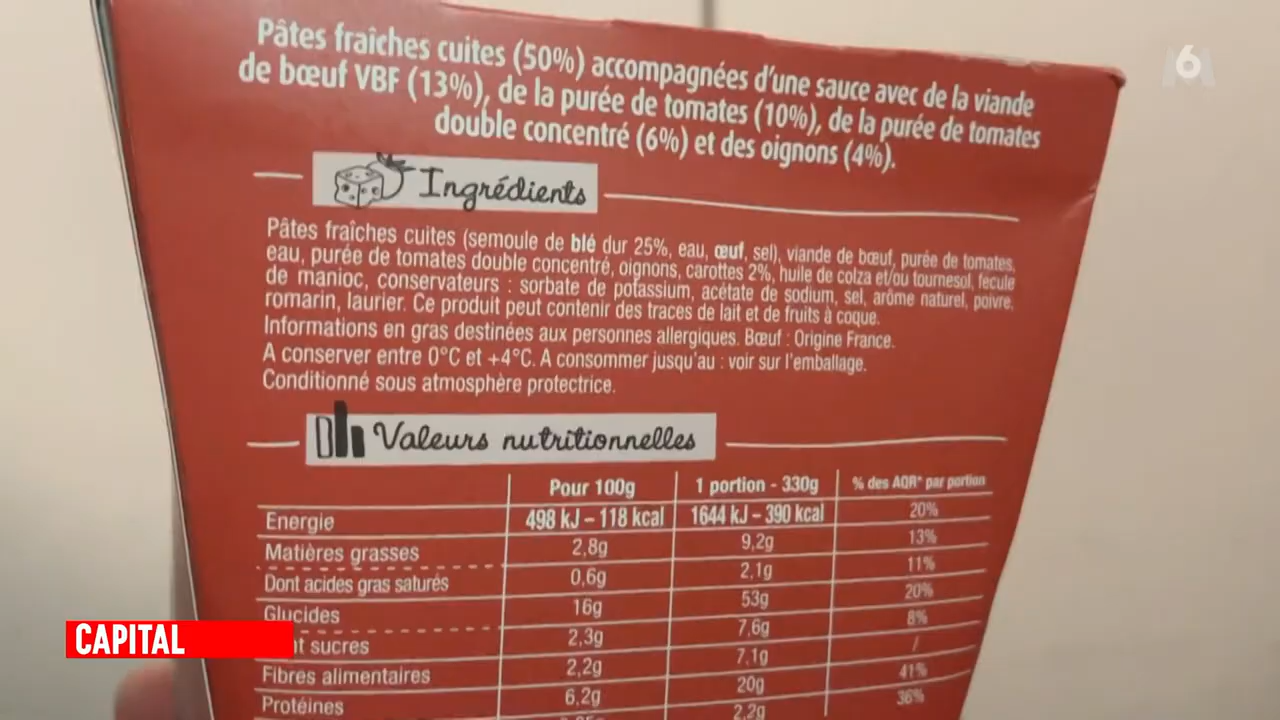 Pâtes fraîches cuites (50%) accompagnées d'une sauce avec de la viande
de bœuf VBF (13%), de la purée de tomates (10%), de la purée de tomates
double concentré (6%) et des oignons (4%).
Ingrédients
Pâtes fraîches cuites (semoule de blé dur 25%, eau, œuf, sel), viande de bœuf, purée de tomates,
eau, purée de tomates double concentré, oignons, carottes 2%, huile de colza et/ou tournesol, fécule
de manioc, conservateurs : sorbate de potassium, acétate de sodium, sel, arôme naturel, poivre,
romarin, laurier. Ce produit peut contenir des traces de lait et de fruits à coque.
Informations en gras destinées aux personnes allergiques. Bœuf : Origine France.
A conserver entre 0°C et +4°C. A consommer jusqu'au : voir sur l'emballage.
Conditionné sous atmosphère protectrice.
Valeurs nutritionnelles
Pour 100g 1 portion - 330g % des AQR* par portion
Energie 498 kJ – 118 kcal 1644 kJ – 390 kcal 20%
Matières grasses 2,8g 9,2g 13%
Dont acides gras saturés 0,6g 2,1g 11%
Glucides 16g 53g 20%
t sucres 2,3g 7,6g 8%
Fibres alimentaires 2,2g 7,1g /
Protéines 6,2g 20g 41%
2,2g 36%
CAPITAL
6